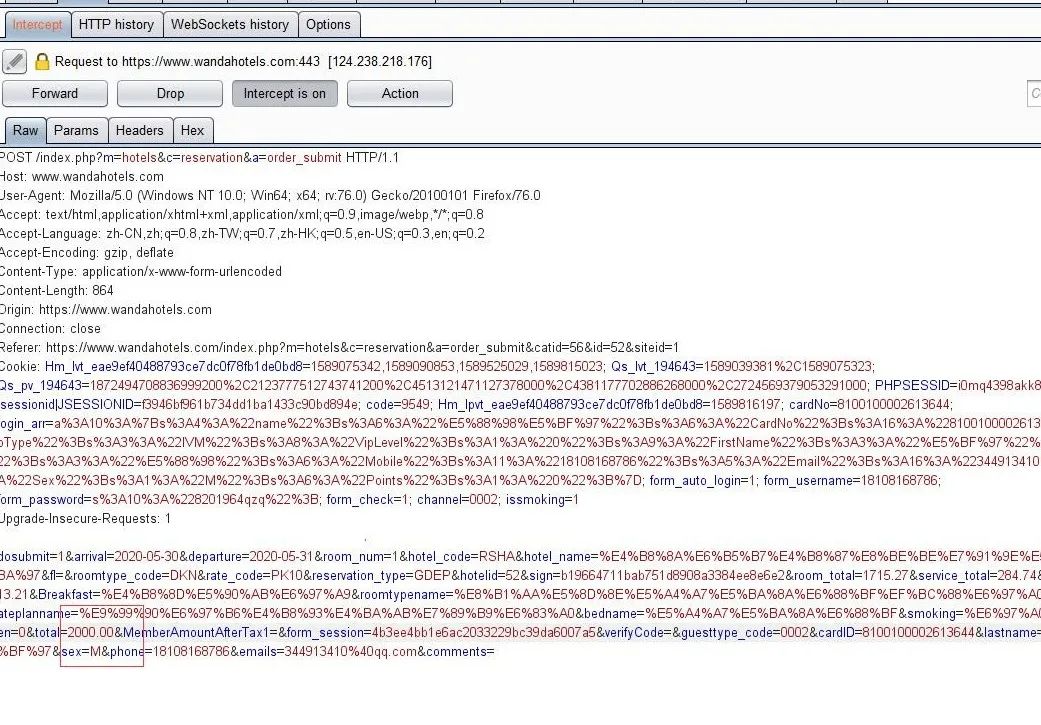 Intercept HTTP history WebSockets history Options
Request to https://www.wandahotels.com:443 [124.238.218.176]
Forward Drop Intercept is on Action
Raw Params Headers Hex
POST /index.php?m=hotels&c=reservation&a=order_submit HTTP/1.1
Host: www.wandahotels.com
User-Agent: Mozilla/5.0 (Windows NT 10.0; Win64; x64; rv:76.0) Gecko/20100101 Firefox/76.0
Accept: text/html,application/xhtml+xml,application/xml;q=0.9,image/webp,*/*;q=0.8
Accept-Language: zh-CN,zh;q=0.8,zh-TW;q=0.7,zh-HK;q=0.5,en-US;q=0.3,en;q=0.2
Accept-Encoding: gzip, deflate
Content-Type: application/x-www-form-urlencoded
Content-Length: 864
Origin: https://www.wandahotels.com
Connection: close
Referer: https://www.wandahotels.com/index.php?m=hotels&c=reservation&a=order_submit&catid=56&id=52&siteid=1
Cookie: Hm_lvt_eae9ef40488793ce7dc0f78fb1de0bd8=1589075342,1589090853,1589525029,1589815023; Qs_lvt_194643=1589039381%2C1589075323;
Qs_pv_194643=1872494708836999200%2C2123777512743741200%2C4513121471127378000%2C4381177702886268000%2C2724569379053291000; PHPSESSID=i0mq4398akk8
sessionid|JSESSIONID=f3946bf961b734dd1ba1433c90bd894e; code=9549; Hm_lpvt_eae9ef40488793ce7dc0f78fb1de0bd8=1589816197; cardNo=8100100002613644;
login_arr=a%3A10%3A%7Bs%3A4%3A%22name%22%3Bs%3A6%3A%22%E5%88%98%E5%BF%97%22%3Bs%3A6%3A%22CardNo%22%3Bs%3A16%3A%228100100002613
oType%22%3Bs%3A3%3A%22IVM%22%3Bs%3A8%3A%22VipLevel%22%3Bs%3A1%3A%220%22%3Bs%3A9%3A%22FirstName%22%3Bs%3A3%3A%22%E5%BF%97%22%
22%3Bs%3A3%3A%22%E5%88%98%22%3Bs%3A6%3A%22Mobile%22%3Bs%3A11%3A%2218108168786%22%3Bs%3A5%3A%22Email%22%3Bs%3A16%3A%22344913410
A%22Sex%22%3Bs%3A1%3A%22M%22%3Bs%3A6%3A%22Points%22%3Bs%3A1%3A%220%22%3B%7D; form_auto_login=1; form_username=18108168786;
form_password=s%3A10%3A%228201964qzq%22%3B; form_check=1; channel=0002; issmoking=1
Upgrade-Insecure-Requests: 1
dosubmit=1&arrival=2020-05-30&departure=2020-05-31&room_num=1&hotel_code=RSHA&hotel_name=%E4%B8%8A%E6%B5%B7%E4%B8%87%E8%BE%BE%E7%91%9E%E5
BA%97&fl=&roomtype_code=DKN&rate_code=PK10&reservation_type=GDEP&hotelid=52&sign=b19664711bab751d8908a3384ee8e6e2&room_total=1715.27&service_total=284.74&
13.21&Breakfast=%E4%B8%8D%E5%90%AB%E6%97%A9&roomtypename=%E8%B1%AA%E5%8D%8E%E5%A4%A7%E5%BA%8A%E6%88%BF%EF%BC%88%E6%97%A0
ateplanname=%E9%99%90%E6%97%B6%E4%B8%93%E4%BA%AB%E7%89%B9%E6%83%A0&bedname=%E5%A4%A7%E5%BA%8A%E6%88%BF&smoking=%E6%97%A0
en=0&total=2000.00&MemberAmountAfterTax1=&form_session=4b3ee4bb1e6ac2033229bc39da6007a5&verifyCode=&guesttype_code=0002&cardID=8100100002613644&lastname=
%BF%97&sex=M&phone=18108168786&emails=344913410%40qq.com&comments=